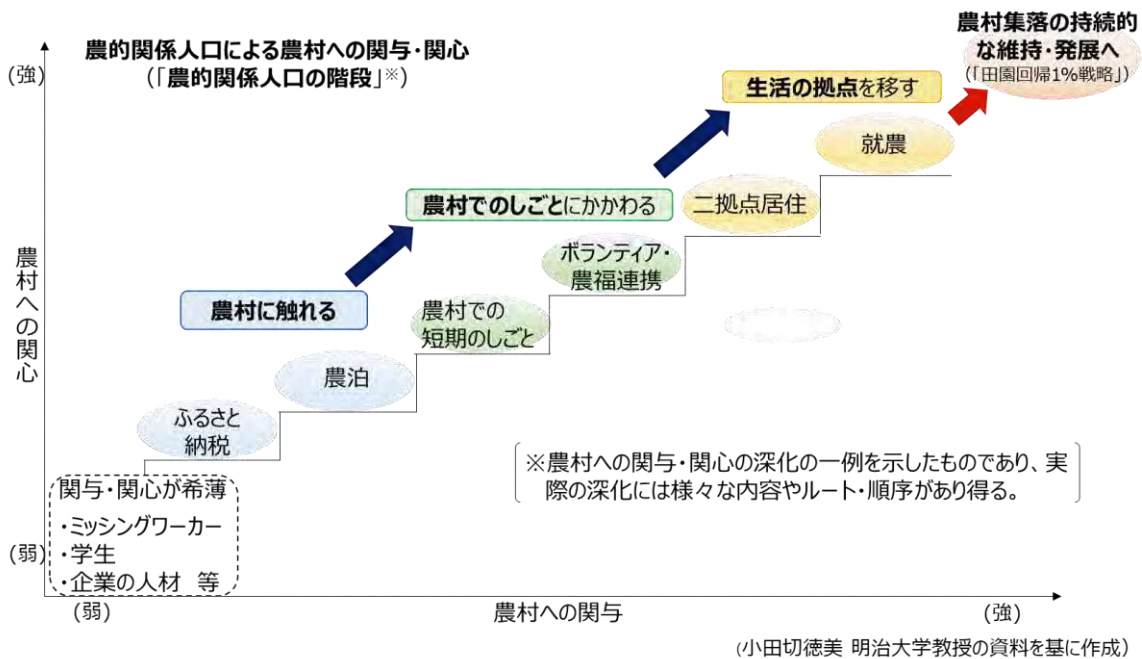 農的関係人口による農村への関与・関心
(「農的関係人口の階段」※)
農村集落の持続的
な維持・発展へ
(「田園回帰1%戦略」)
(強)
生活の拠点を移す
就農
農村でのしごとにかかわる
二拠点居住
ボランティア・
農福連携
農村に触れる
農村での
短期のしごと
農泊
ふるさと
納税
農村への関心
※農村への関与・関心の深化の一例を示したものであり、実
際の深化には様々な内容やルート・順序があり得る。
関与・関心が希薄
・ミッシングワーカー
・学生
・企業の人材 等
(弱)
(弱)
農村への関与
(強)
(小田切徳美 明治大学教授の資料を基に作成)